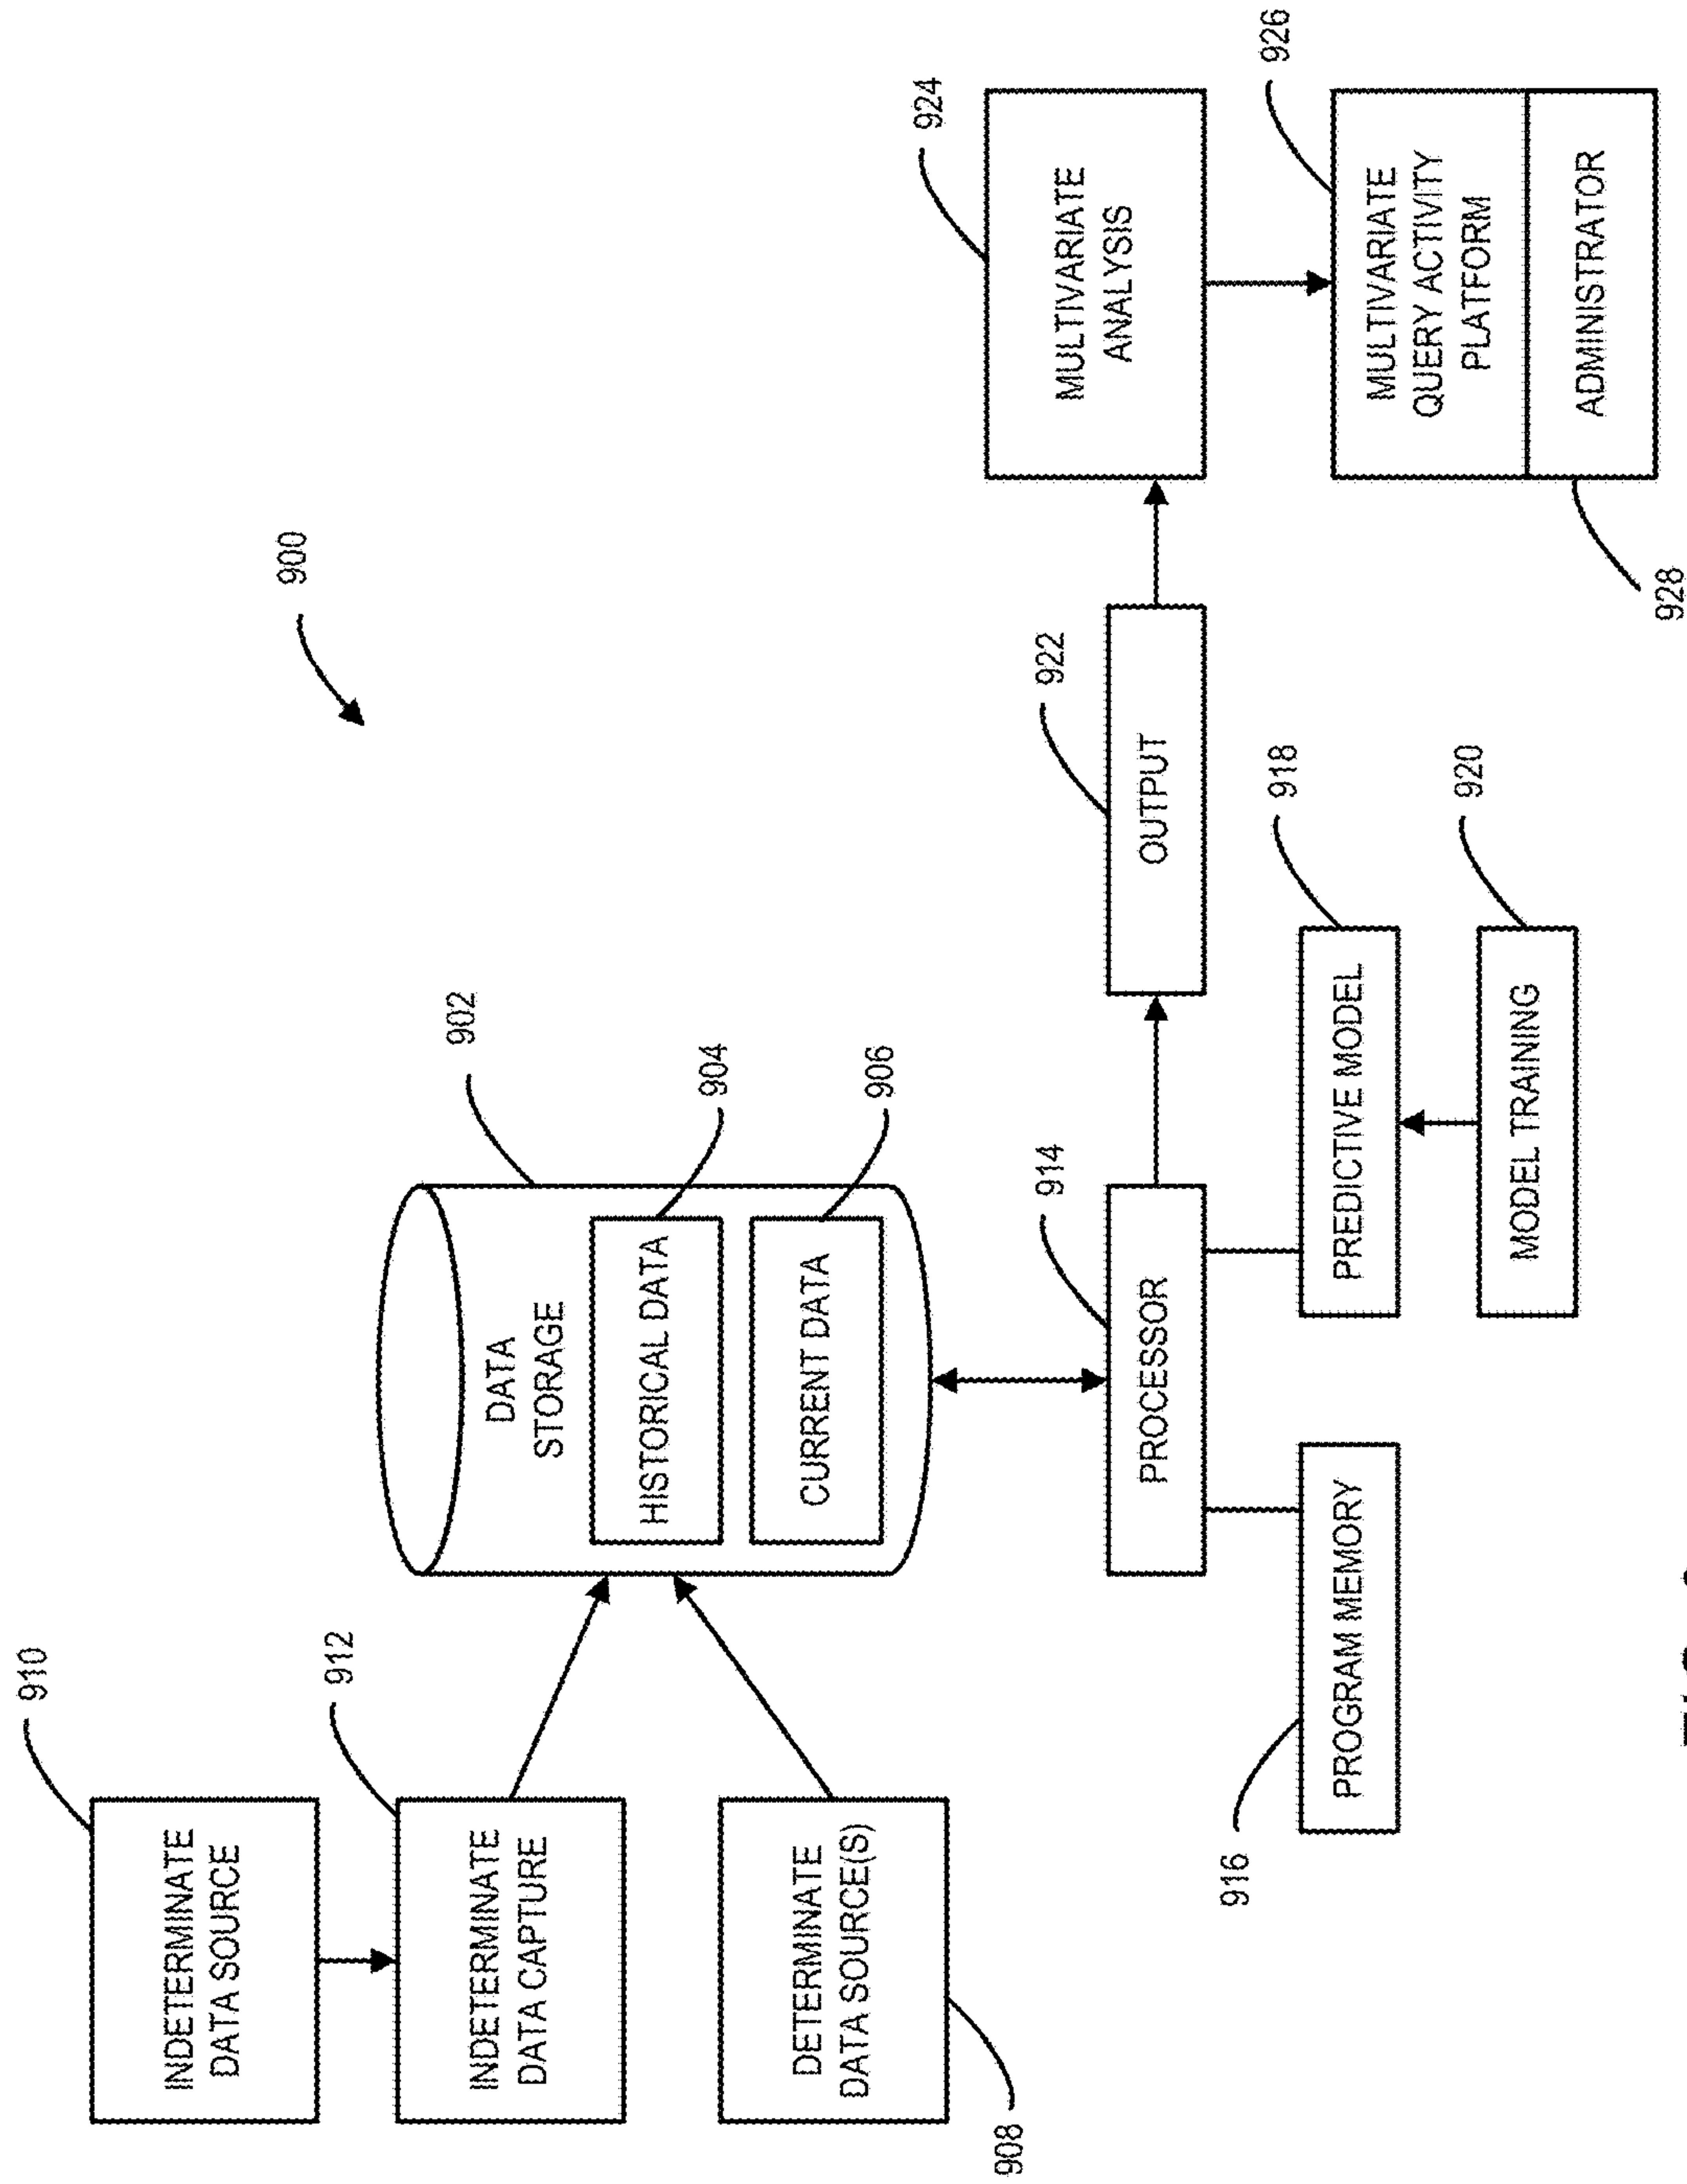 900
910
INDETERMINATE
DATA SOURCE
912
INDETERMINATE
DATA CAPTURE
DETERMINATE
DATA SOURCE(S)
908
902
DATA
STORAGE
HISTORICAL DATA
904
CURRENT DATA
906
914
PROCESSOR
916
PROGRAM MEMORY
918
PREDICTIVE MODEL
920
MODEL TRAINING
922
OUTPUT
924
MULTIVARIATE
ANALYSIS
926
MULTIVARIATE
QUERY ACTIVITY
PLATFORM
ADMINISTRATOR
928